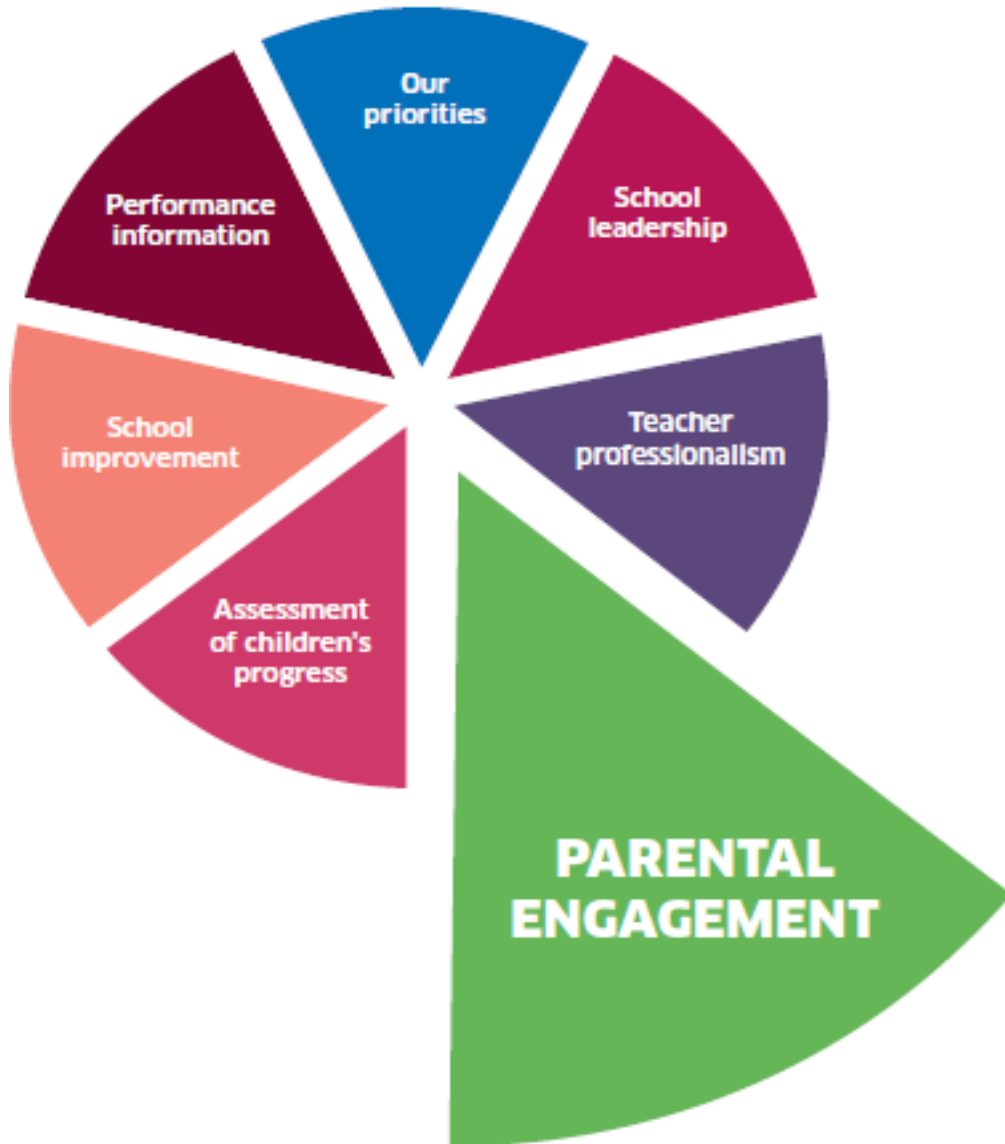 Our
priorities
School
leadership
Teacher
professionalism
PARENTAL
ENGAGEMENT
Assessment
of children's
progress
School
improvement
Performance
information